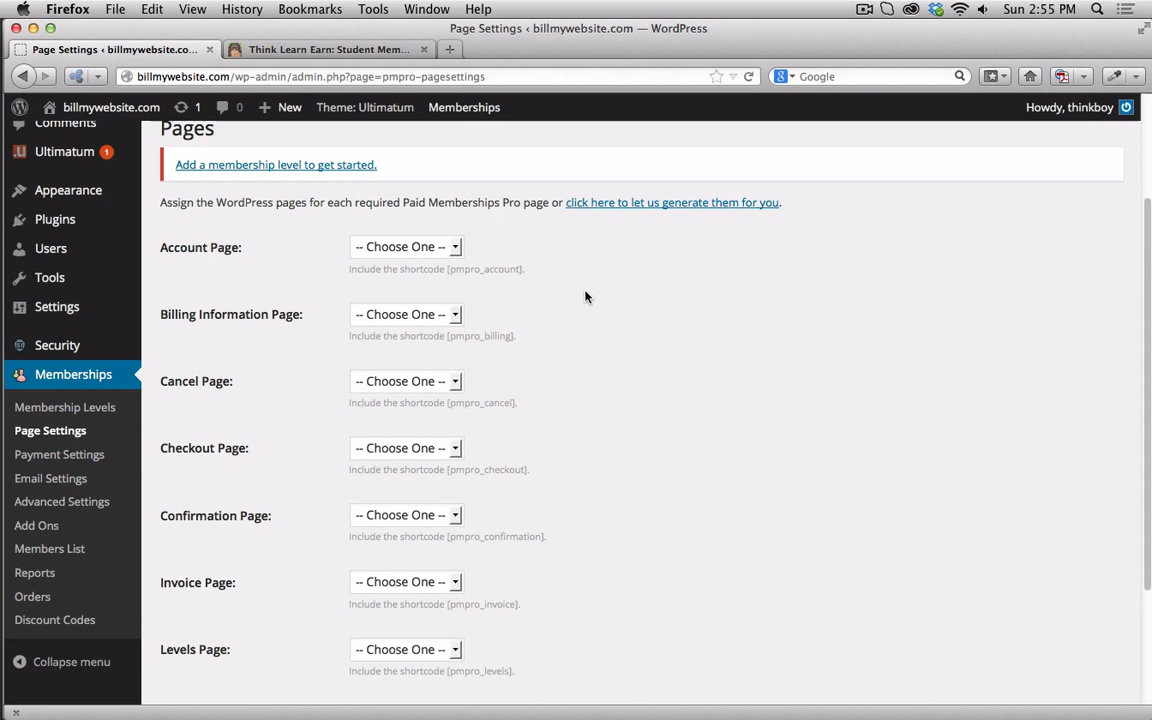 Firefox File Edit View History Bookmarks Tools Window Help Sun 2:55 PM
Page Settings ‹ billmywebsite.com — WordPress
Page Settings ‹ billmywebsite.co... Think Learn Earn: Student Mem...
billmywebsite.com/wp-admin/admin.php?page=pmpro-pagesettings Google
billmywebsite.com 1 0 New Theme: Ultimatum Memberships Howdy, thinkboy
Comments
Ultimatum 1
Appearance
Plugins
Users
Tools
Settings
Security
Memberships
Membership Levels
Page Settings
Payment Settings
Email Settings
Advanced Settings
Add Ons
Members List
Reports
Orders
Discount Codes
Collapse menu
Pages
Add a membership level to get started.
Assign the WordPress pages for each required Paid Memberships Pro page or click here to let us generate them for you.
Account Page: -- Choose One --
Include the shortcode [pmpro_account].
Billing Information Page: -- Choose One --
Include the shortcode [pmpro_billing].
Cancel Page: -- Choose One --
Include the shortcode [pmpro_cancel].
Checkout Page: -- Choose One --
Include the shortcode [pmpro_checkout].
Confirmation Page: -- Choose One --
Include the shortcode [pmpro_confirmation].
Invoice Page: -- Choose One --
Include the shortcode [pmpro_invoice].
Levels Page: -- Choose One --
Include the shortcode [pmpro_levels].